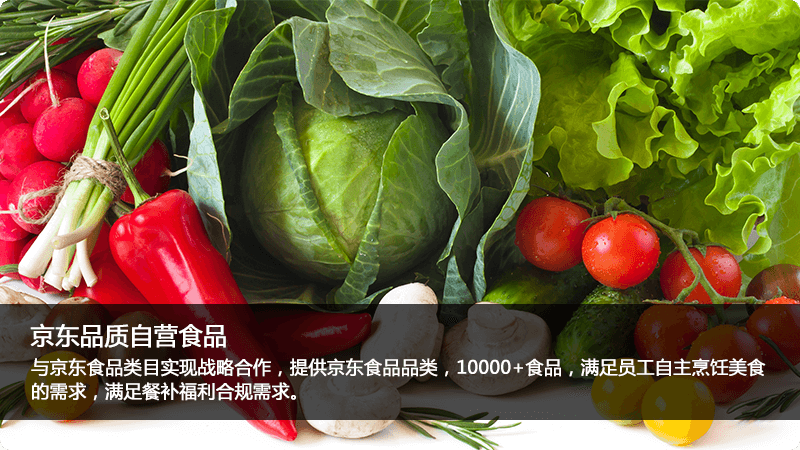 京东品质自营食品
与京东食品类目实现战略合作，提供京东食品品类，10000+食品，满足员工自主烹饪美食
的需求，满足餐补福利合规需求。